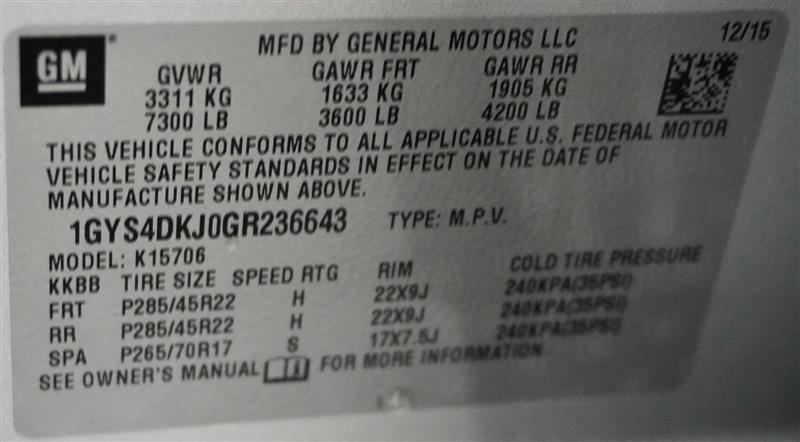 GM
MFD BY GENERAL MOTORS LLC 12/15
GVWR GAWR FRT GAWR RR
3311 KG 1633 KG 1905 KG
7300 LB 3600 LB 4200 LB
THIS VEHICLE CONFORMS TO ALL APPLICABLE U.S. FEDERAL MOTOR
VEHICLE SAFETY STANDARDS IN EFFECT ON THE DATE OF
MANUFACTURE SHOWN ABOVE.
1GYS4DKJ0GR236643 TYPE: M.P.V.
MODEL: K15706
KKBB TIRE SIZE SPEED RTG RIM COLD TIRE PRESSURE
FRT P285/45R22 H 22X9J 240KPA(35PSI)
RR P285/45R22 H 22X9J 240KPA(35PSI)
SPA P265/70R17 S 17X7.5J 240KPA(35PSI)
SEE OWNER'S MANUAL FOR MORE INFORMATION